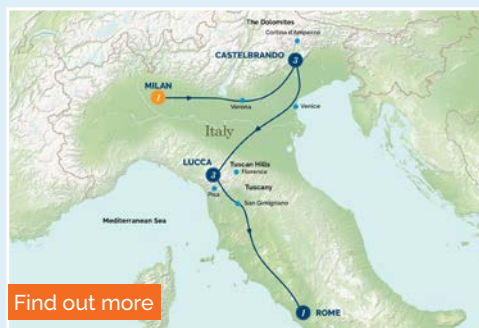 The Dolomites
Cortina d'Ampezzo
CASTELBRANDO
3
MILAN
1
Verona
Venice
Italy
LUCCA
3
Tuscan Hills
Florence
Pisa
Tuscany
San Gimignano
Mediterranean Sea
Find out more
1
ROME